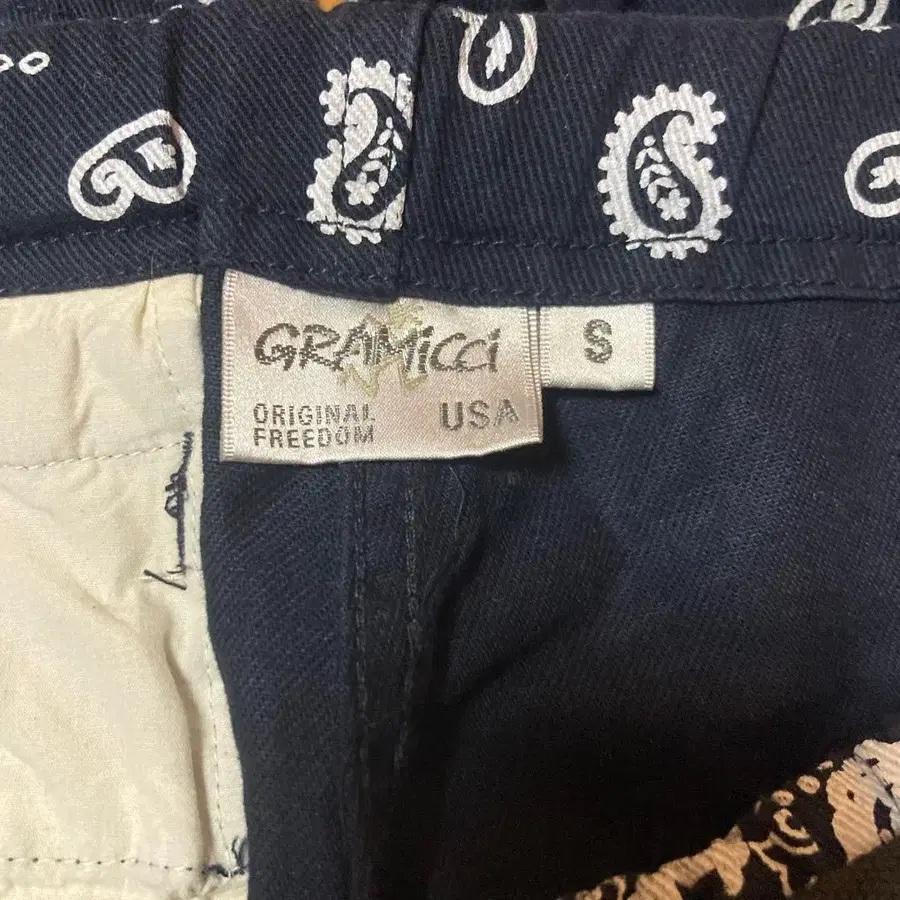 GRAMiCCi
ORIGINAL
FREEDOM
USA
S